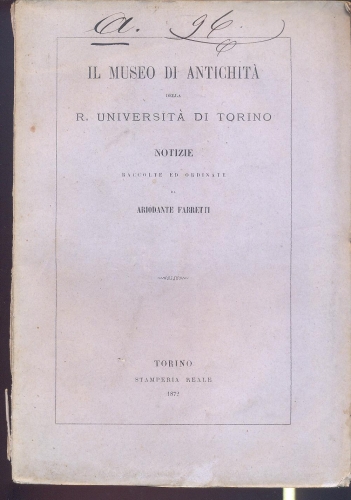 a. 96.
IL MUSEO DI ANTICHITÀ
DELLA
R. UNIVERSITÀ DI TORINO
NOTIZIE
RACCOLTE ED ORDINATE
DA
ARIODANTE FABRETTI
TORINO
STAMPERIA REALE
1872